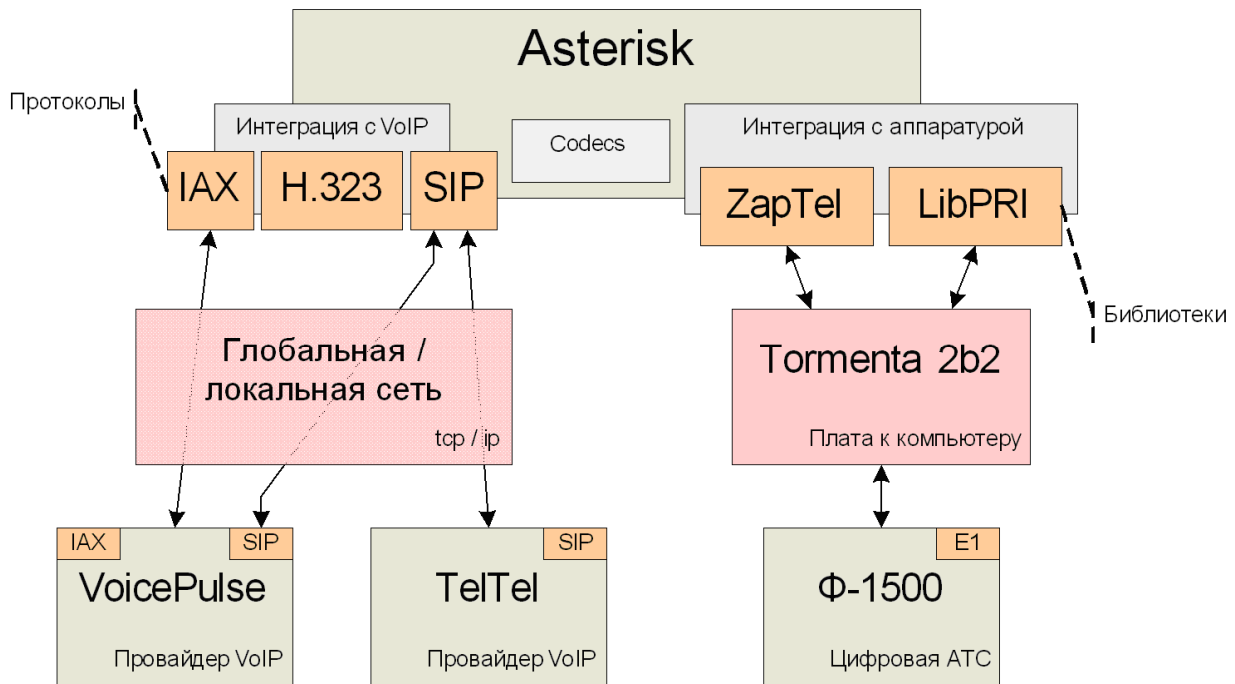 Asterisk
Протоколы
Интеграция с VoIP
Codecs
Интеграция с аппаратурой
IAX
H.323
SIP
ZapTel
LibPRI
Библиотеки
Глобальная /
локальная сеть
tcp / ip
Tormenta 2b2
Плата к компьютеру
IAX
SIP
VoicePulse
Провайдер VoIP
SIP
TelTel
Провайдер VoIP
E1
Ф-1500
Цифровая АТС